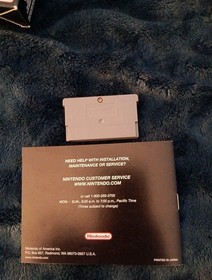 NEED HELP WITH INSTALLATION,
MAINTENANCE OR SERVICE?
NINTENDO CUSTOMER SERVICE
WWW.NINTENDO.COM
or call 1-800-255-3700
MON. - SUN., 6:00 a.m. to 7:00 p.m., Pacific Time
(Times subject to change)
Nintendo
Nintendo of America Inc.
P.O. Box 957, Redmond, WA 98073-0957 U.S.A.
PRINTED IN JAPAN